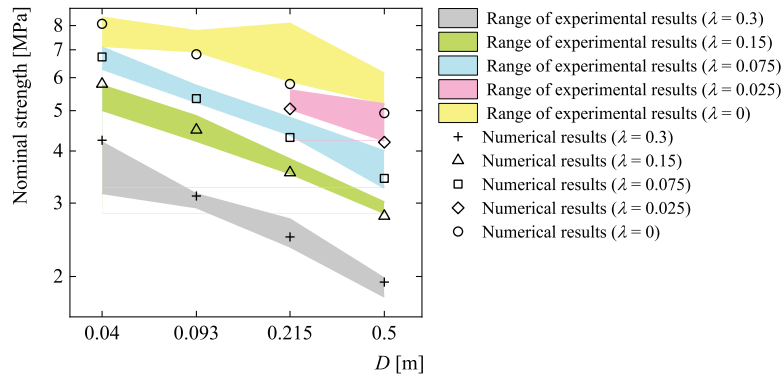 Nominal strength [MPa]
8
7
6
5
4
3
2
0.04 0.093 0.215 0.5
D [m]
Range of experimental results (λ = 0.3)
Range of experimental results (λ = 0.15)
Range of experimental results (λ = 0.075)
Range of experimental results (λ = 0.025)
Range of experimental results (λ = 0)
Numerical results (λ = 0.3)
Numerical results (λ = 0.15)
Numerical results (λ = 0.075)
Numerical results (λ = 0.025)
Numerical results (λ = 0)